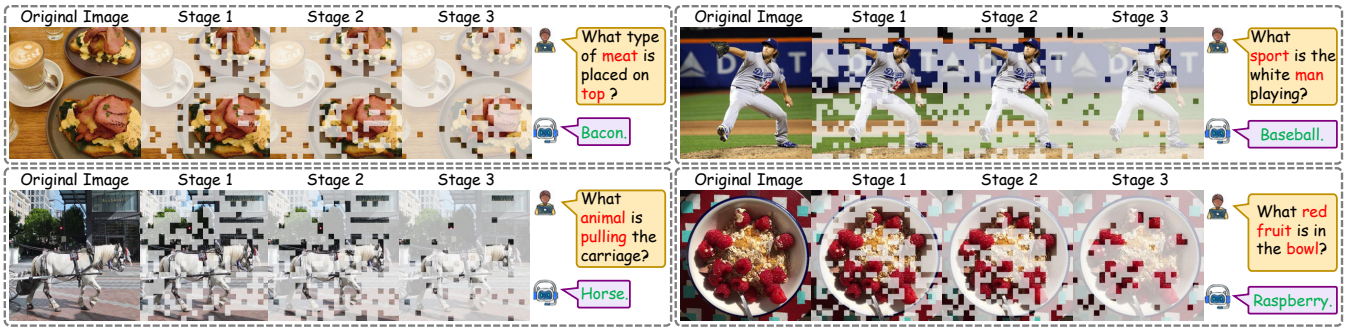 Original Image Stage 1 Stage 2 Stage 3
What type
of meat is
placed on
top ?
Bacon.
Original Image Stage 1 Stage 2 Stage 3
DELTA
Dodgers
What
sport is the
white man
playing?
Baseball.
Original Image Stage 1 Stage 2 Stage 3
What
animal is
pulling the
carriage?
Horse.
Original Image Stage 1 Stage 2 Stage 3
What red
fruit is in
the bowl?
Raspberry.